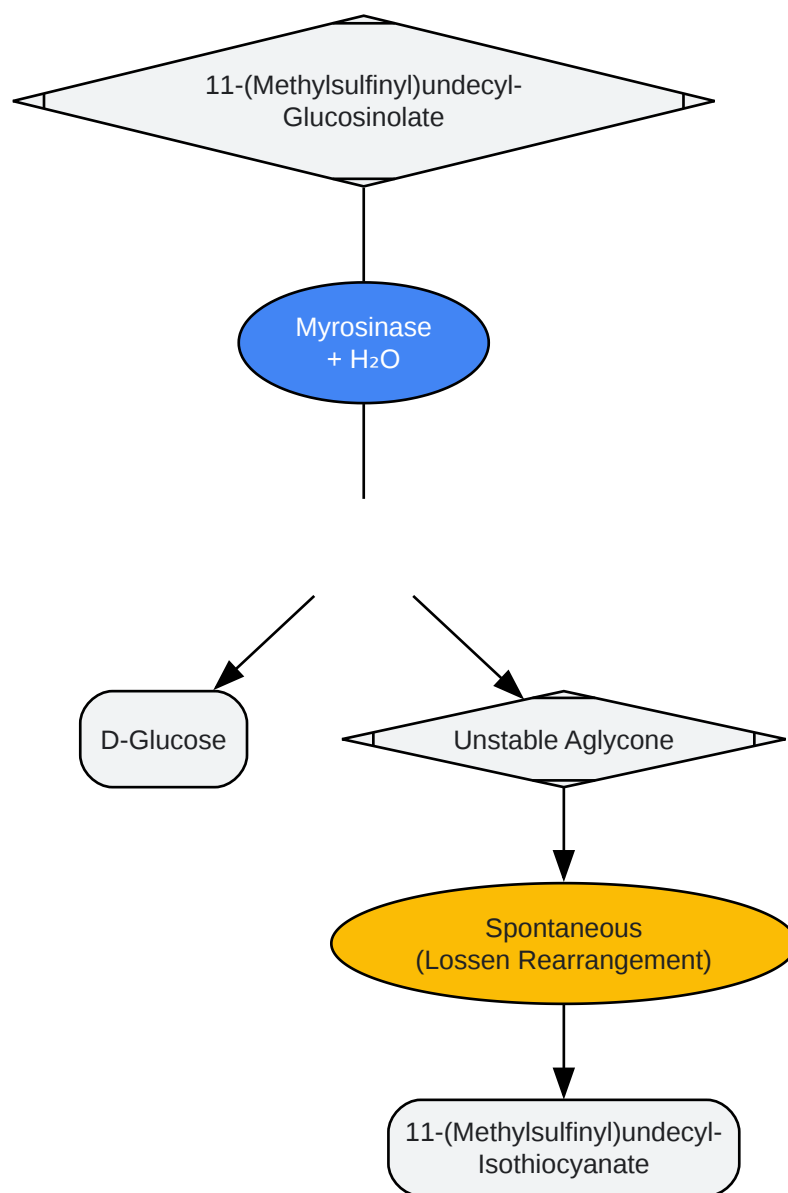 11-(Methylsulfinyl)undecyl-
Glucosinolate
Myrosinase
+ H₂O
D-Glucose
Unstable Aglycone
Spontaneous
(Lossen Rearrangement)
11-(Methylsulfinyl)undecyl-
Isothiocyanate